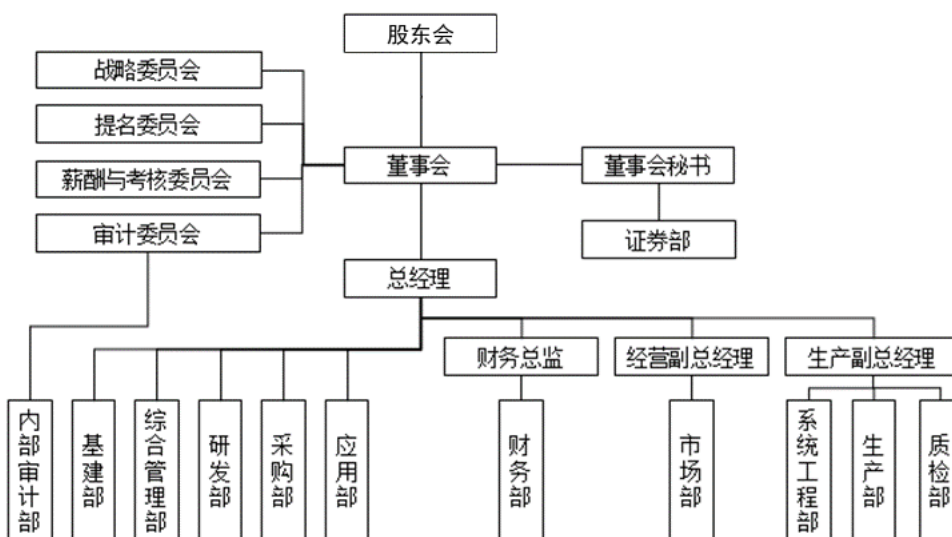 股东会
战略委员会
提名委员会
董事会
董事会秘书
薪酬与考核委员会
审计委员会
证券部
总经理
财务总监
经营副总经理
生产副总经理
内部审计部
基建部
综合管理部
研发部
采购部
应用部
财务部
市场部
系统工程部
生产部
质检部